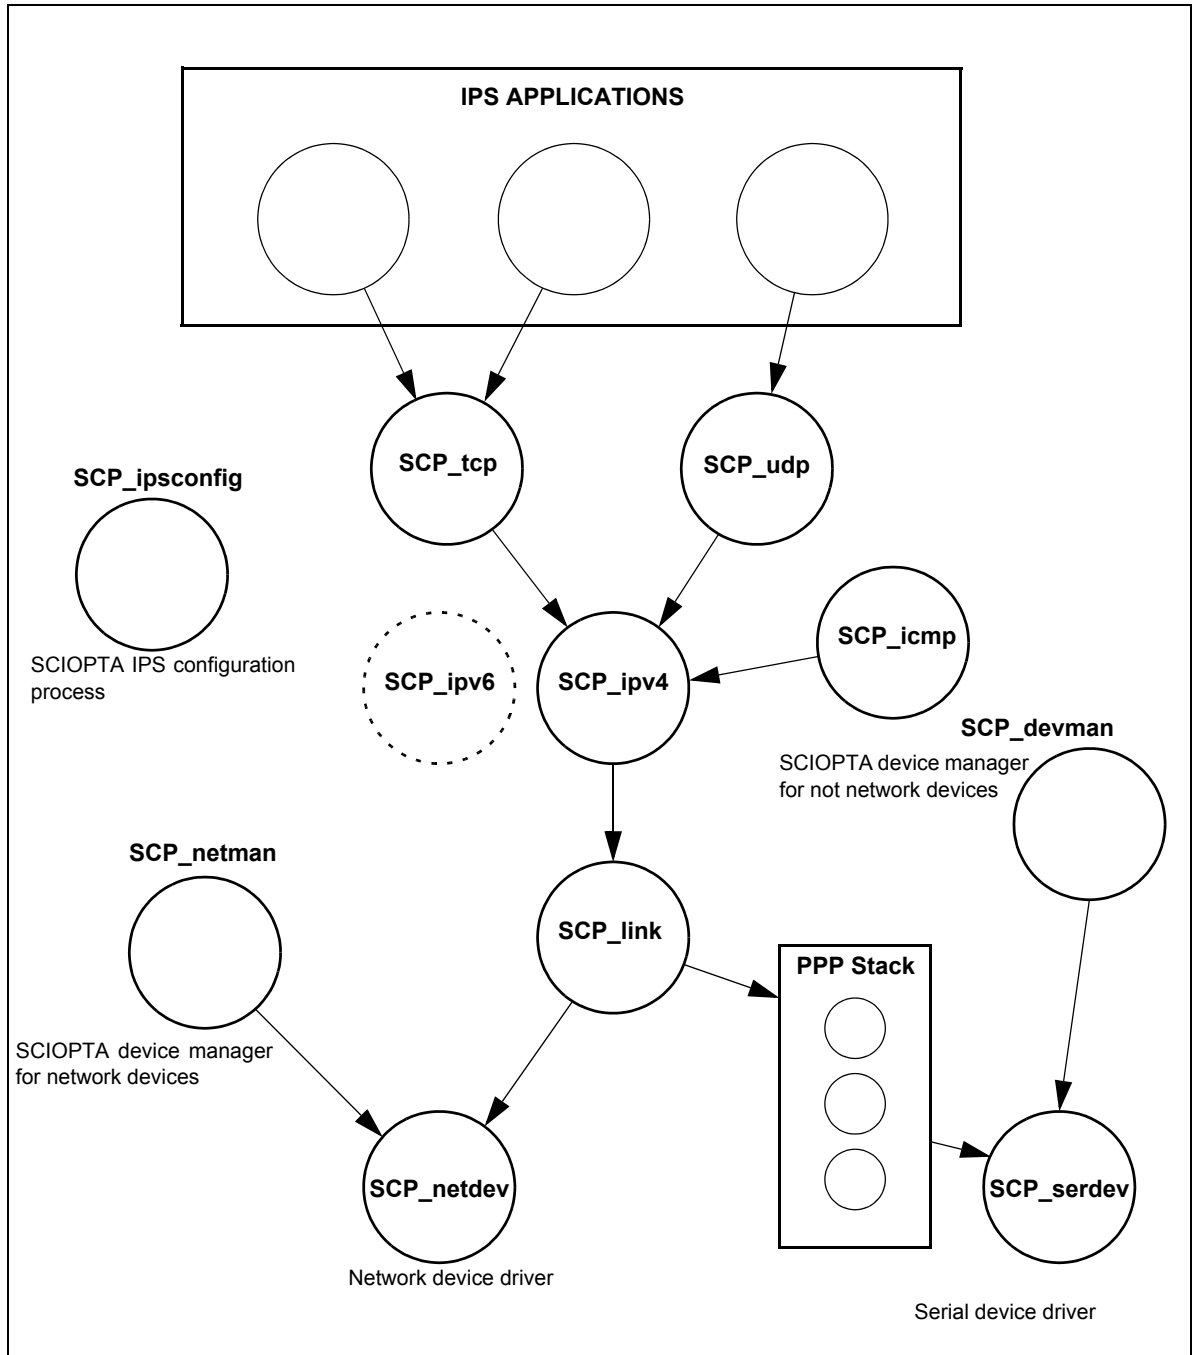 IPS APPLICATIONS
SCP_tcp
SCP_udp
SCP_ipsconfig
SCIOPTA IPS configuration
process
SCP_ipv6
SCP_ipv4
SCP_icmp
SCP_devman
SCIOPTA device manager
for not network devices
SCP_netman
SCIOPTA device manager
for network devices
SCP_link
PPP Stack
SCP_netdev
Network device driver
SCP_serdev
Serial device driver